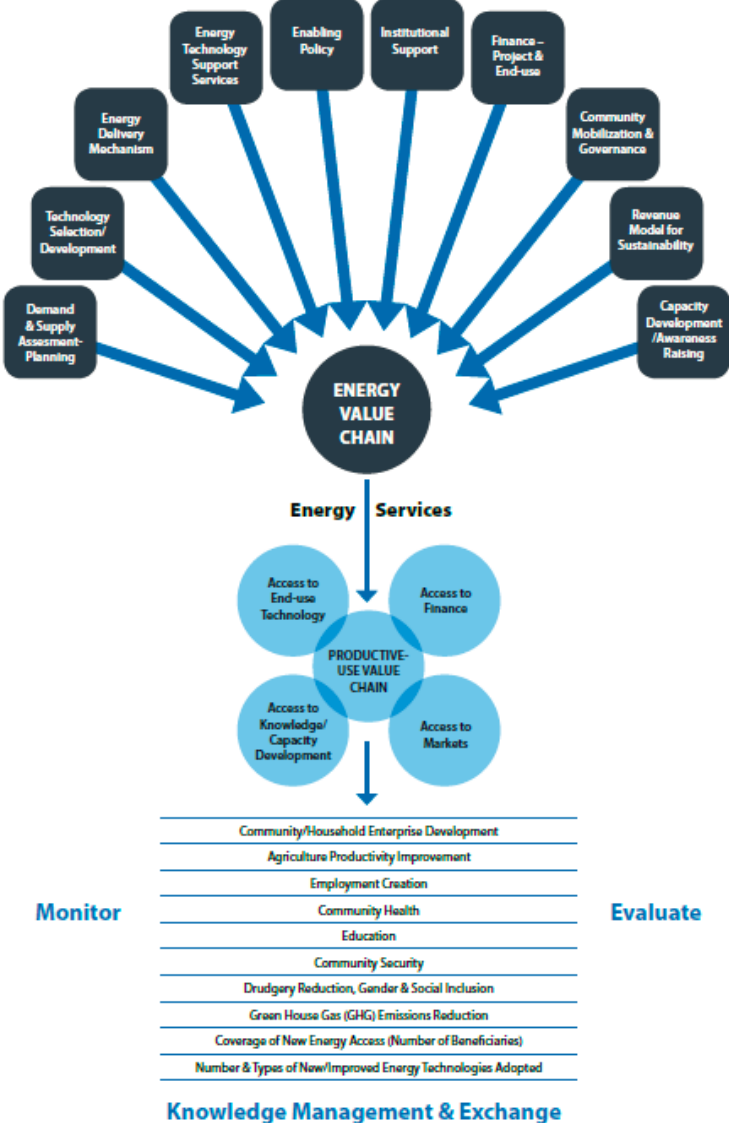 Energy
Technology
Support
Services
Enabling
Policy
Institutional
Support
Finance –
Project &
End-use
Energy
Delivery
Mechanism
Community
Mobilization &
Governance
Technology
Selection/
Development
Revenue
Model for
Sustainability
Demand
& Supply
Assesment-
Planning
Capacity
Development
/Awareness
Raising
ENERGY
VALUE
CHAIN
Energy Services
Access to
End-use
Technology
Access to
Finance
PRODUCTIVE-
USE VALUE
CHAIN
Access to
Knowledge/
Capacity
Development
Access to
Markets
Community/Household Enterprise Development
Agriculture Productivity Improvement
Employment Creation
Community Health
Education
Community Security
Drudgery Reduction, Gender & Social Inclusion
Green House Gas (GHG) Emissions Reduction
Coverage of New Energy Access (Number of Beneficiaries)
Number & Types of New/Improved Energy Technologies Adopted
Monitor
Evaluate
Knowledge Management & Exchange